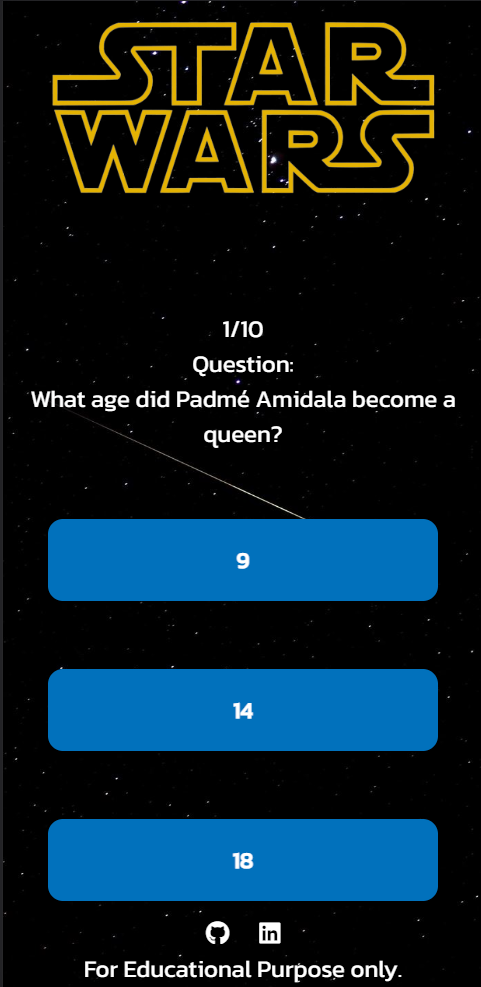 STAR
WARS
1/10
Question:
What age did Padmé Amidala become a
queen?
9
14
18
in
For Educational Purpose only.